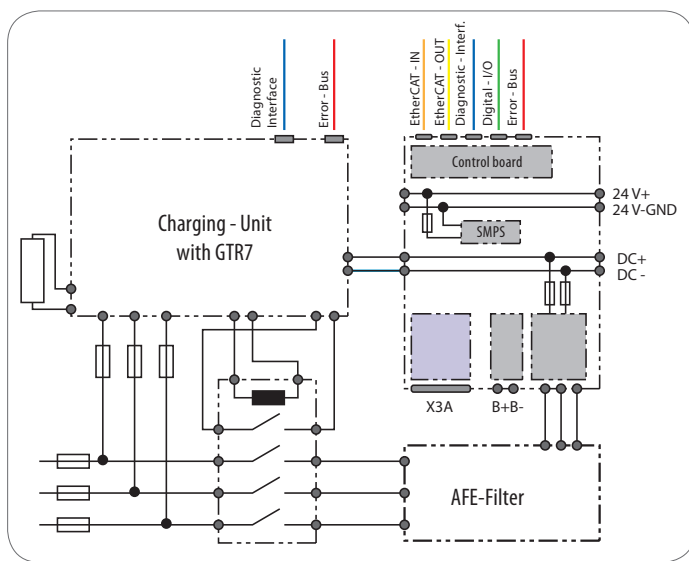 Diagnostic
Interface
Error - Bus
EtherCAT - IN
EtherCAT - OUT
Diagnostic - Interf.
Digital - I/O
Error - Bus
Control board
Charging - Unit
with GTR7
24 V+
24 V-GND
SMPS
DC+
DC -
X3A
B+B-
AFE-Filter